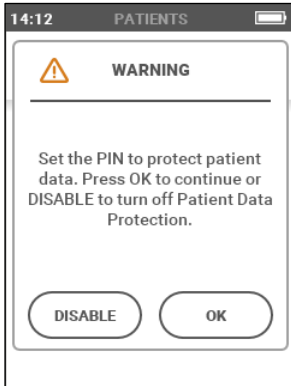 14:12 PATIENTS
WARNING
Set the PIN to protect patient
data. Press OK to continue or
DISABLE to turn off Patient Data
Protection.
DISABLE OK